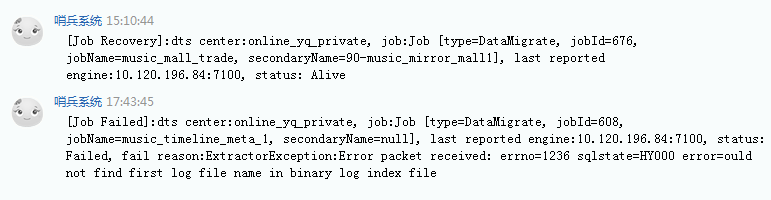 哨兵系统 15:10:44
[Job Recovery]:dts center:online_yq_private, job:Job [type=DataMigrate, jobId=676,
jobName=music_mall_trade, secondaryName=90-music_mirror_mall1], last reported
engine:10.120.196.84:7100, status: Alive
哨兵系统 17:43:45
[Job Failed]:dts center:online_yq_private, job:Job [type=DataMigrate, jobId=608,
jobName=music_timeline_meta_1, secondaryName=null], last reported engine:10.120.196.84:7100, status:
Failed, fail reason:ExtractorException:Error packet received: errno=1236 sqlstate=HY000 error=ould
not find first log file name in binary log index file